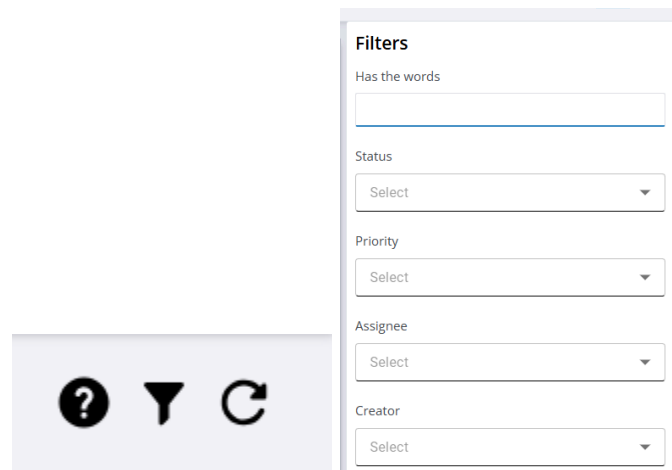 Filters
Has the words
Status
Select
Priority
Select
Assignee
Select
Creator
Select
?